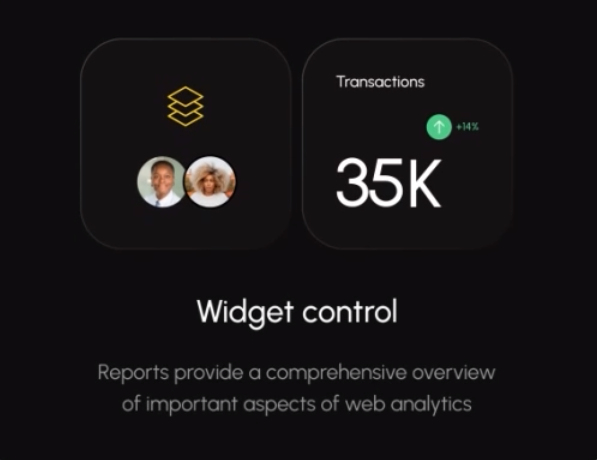 Transactions
+14%
35K
Widget control
Reports provide a comprehensive overview
of important aspects of web analytics